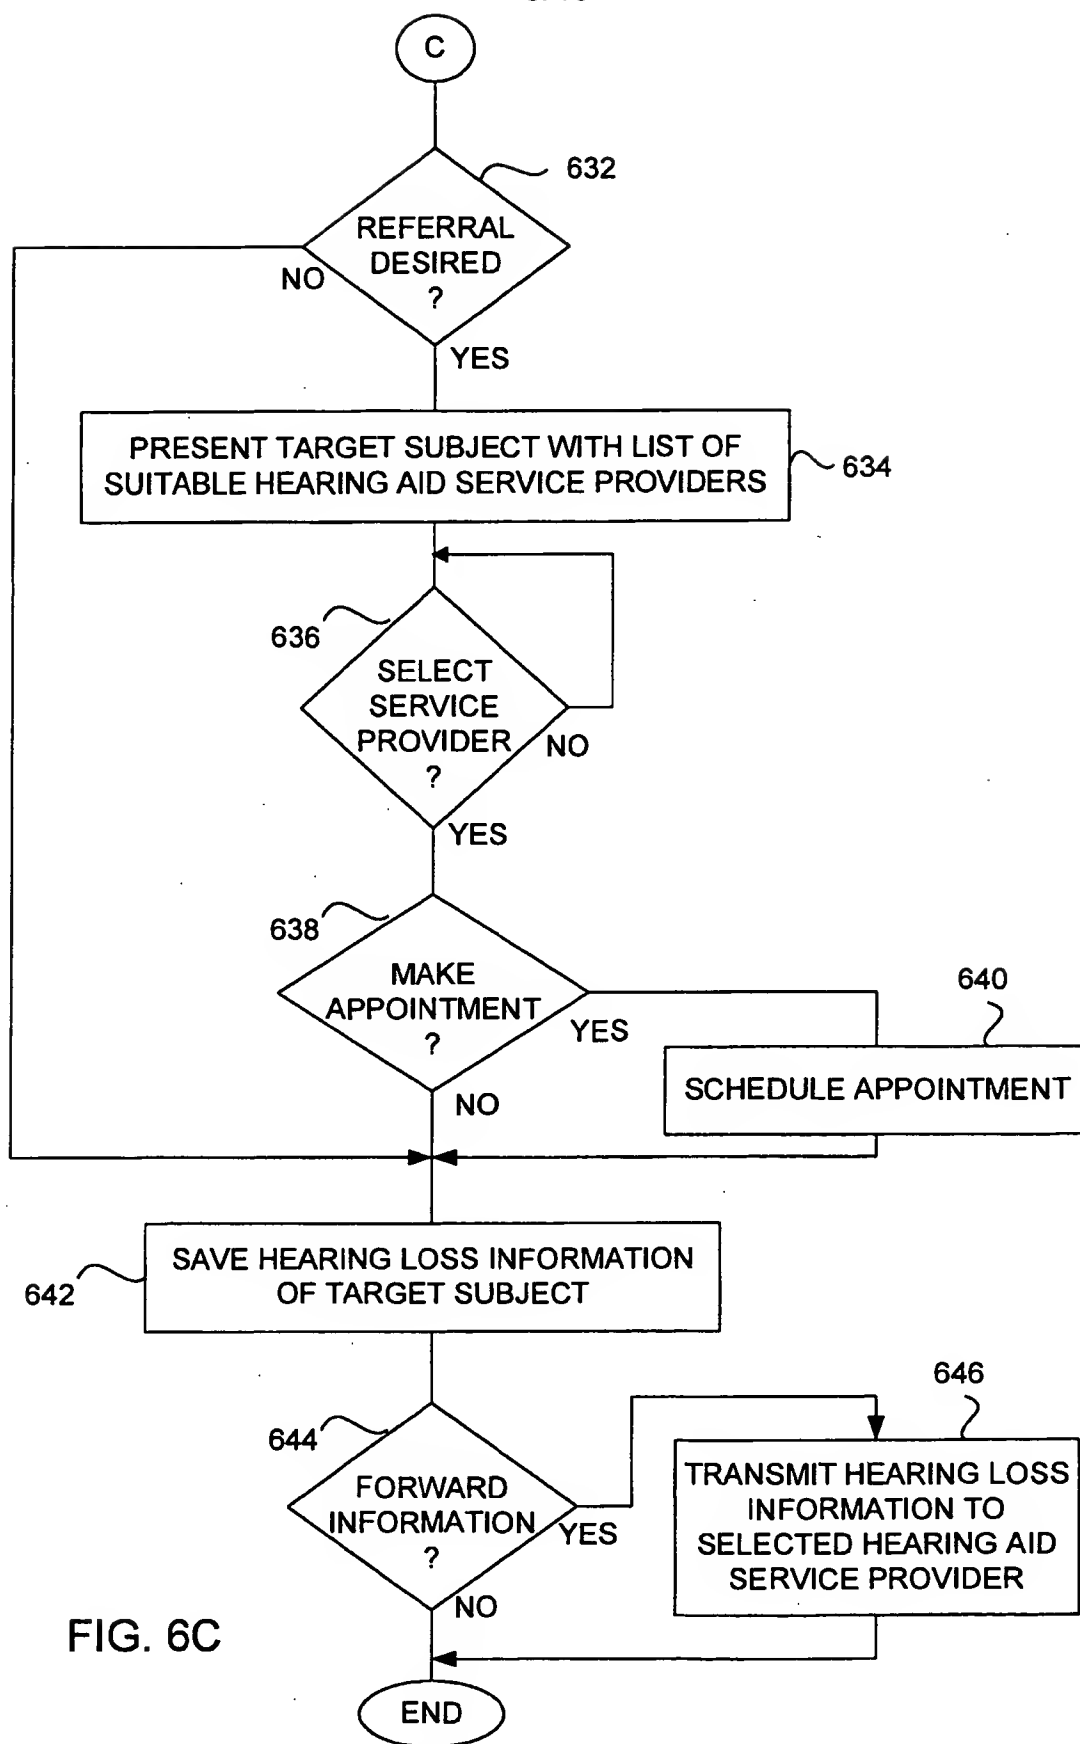 C
632
REFERRAL
DESIRED
?
NO
YES
PRESENT TARGET SUBJECT WITH LIST OF
SUITABLE HEARING AID SERVICE PROVIDERS
634
636
SELECT
SERVICE
PROVIDER
?
NO
YES
638
MAKE
APPOINTMENT
?
YES
NO
640
SCHEDULE APPOINTMENT
SAVE HEARING LOSS INFORMATION
OF TARGET SUBJECT
642
644
FORWARD
INFORMATION
?
YES
NO
646
TRANSMIT HEARING LOSS
INFORMATION TO
SELECTED HEARING AID
SERVICE PROVIDER
FIG. 6C
END